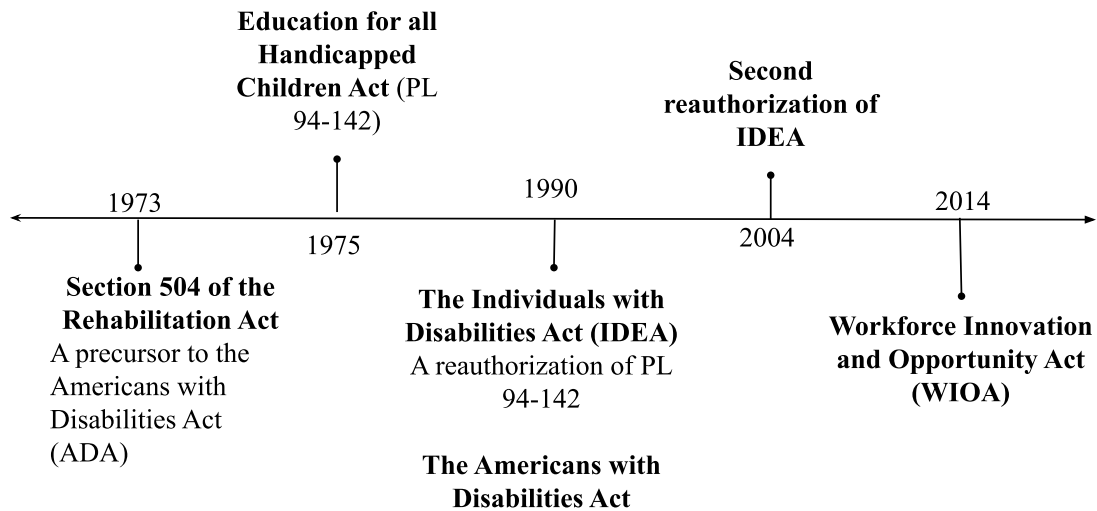 Education for all
Handicapped
Children Act (PL
94-142)
Second
reauthorization of
IDEA
1973
1975
1990
2004
2014
Section 504 of the
Rehabilitation Act
A precursor to the
Americans with
Disabilities Act
(ADA)
The Individuals with
Disabilities Act (IDEA)
A reauthorization of PL
94-142
The Americans with
Disabilities Act
Workforce Innovation
and Opportunity Act
(WIOA)